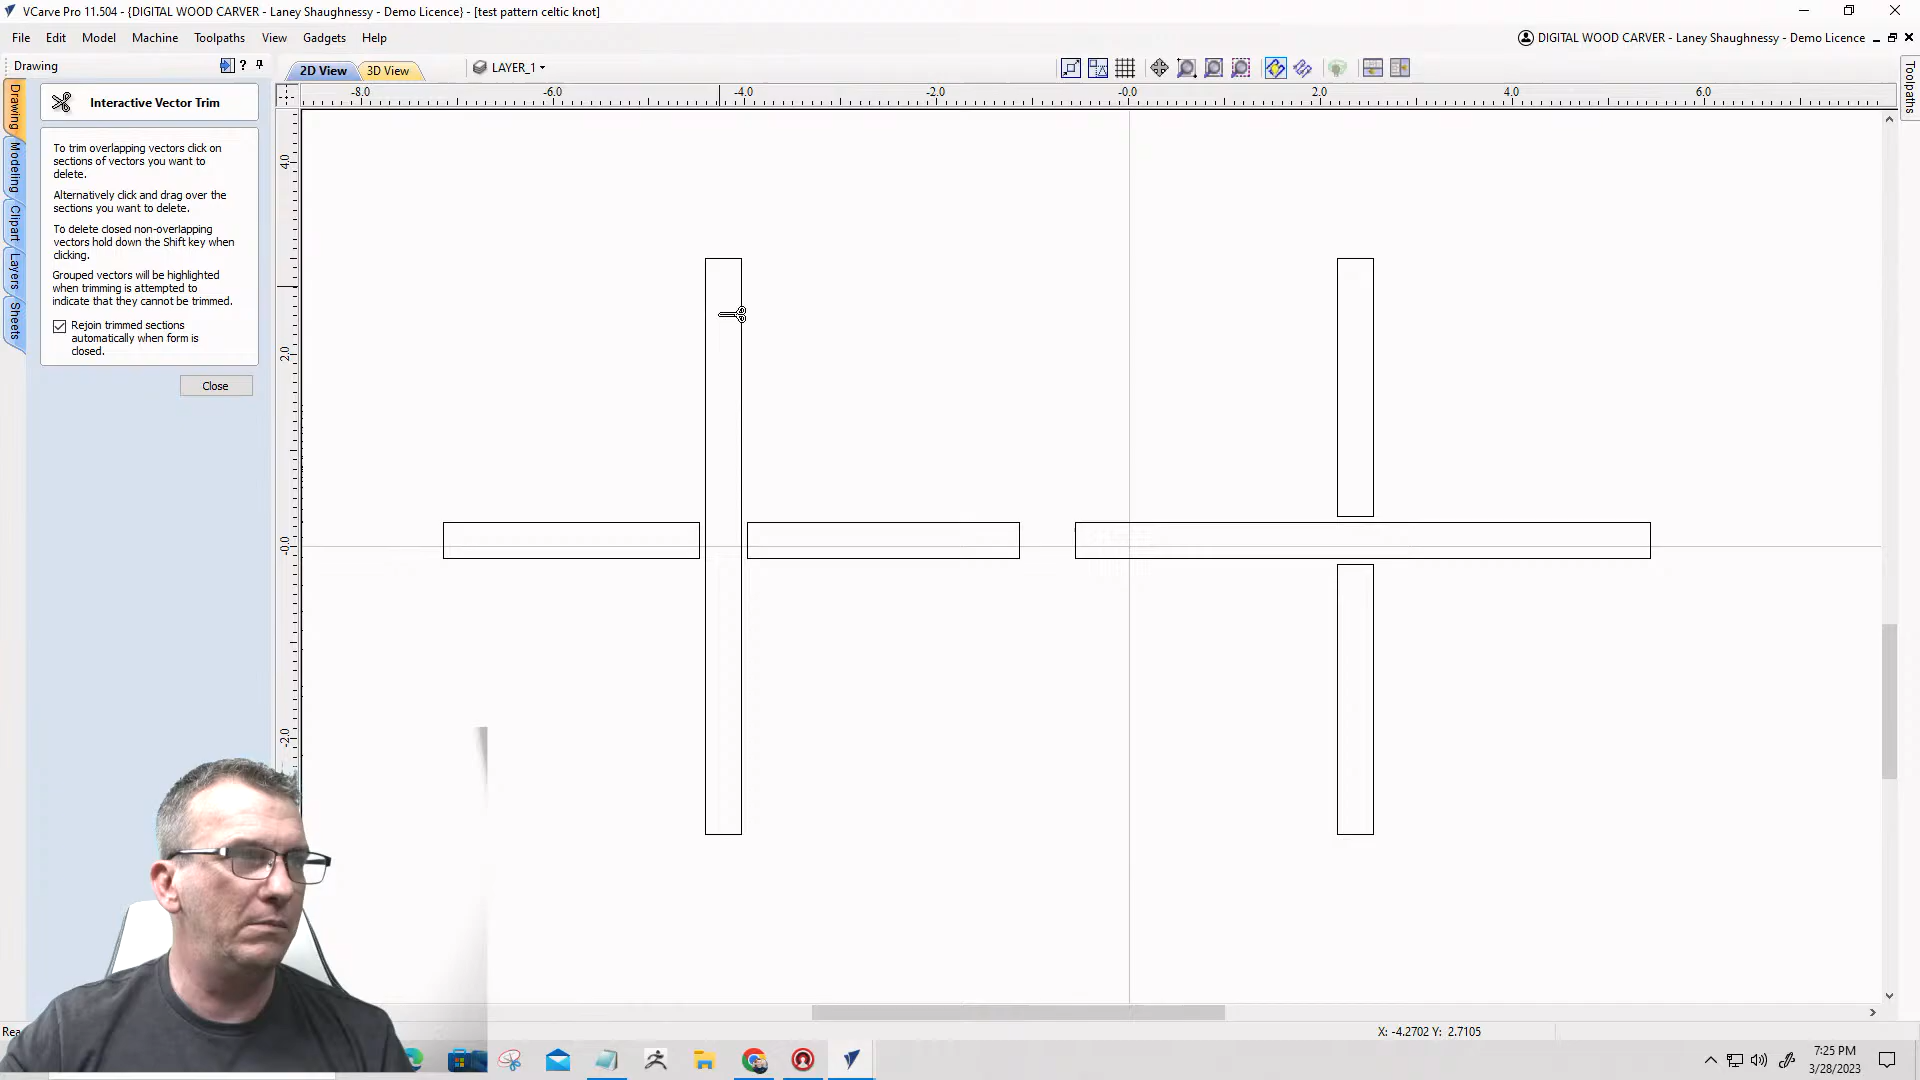 VCarve Pro 11.504 - {DIGITAL WOOD CARVER - Laney Shaughnessy - Demo Licence} - [test pattern celtic knot]
File Edit Model Machine Toolpaths View Gadgets Help
DIGITAL WOOD CARVER - Laney Shaughnessy - Demo Licence
Drawing
2D View
3D View
LAYER_1
Toolpaths
-8.0 -6.0 -4.0 -2.0 -0.0 2.0 4.0 6.0
4.0
2.0
-0.0
-2.0
Drawing
Modeling
Clipart
Layers
Sheets
Interactive Vector Trim
To trim overlapping vectors click on
sections of vectors you want to
delete.
Alternatively click and drag over the
sections you want to delete.
To delete closed non-overlapping
vectors hold down the Shift key when
clicking.
Grouped vectors will be highlighted
when trimming is attempted to
indicate that they cannot be trimmed.
Rejoin trimmed sections
automatically when form is
closed.
Close
Rea
X: -4.2702 Y: 2.7105
7:25 PM
3/28/2023